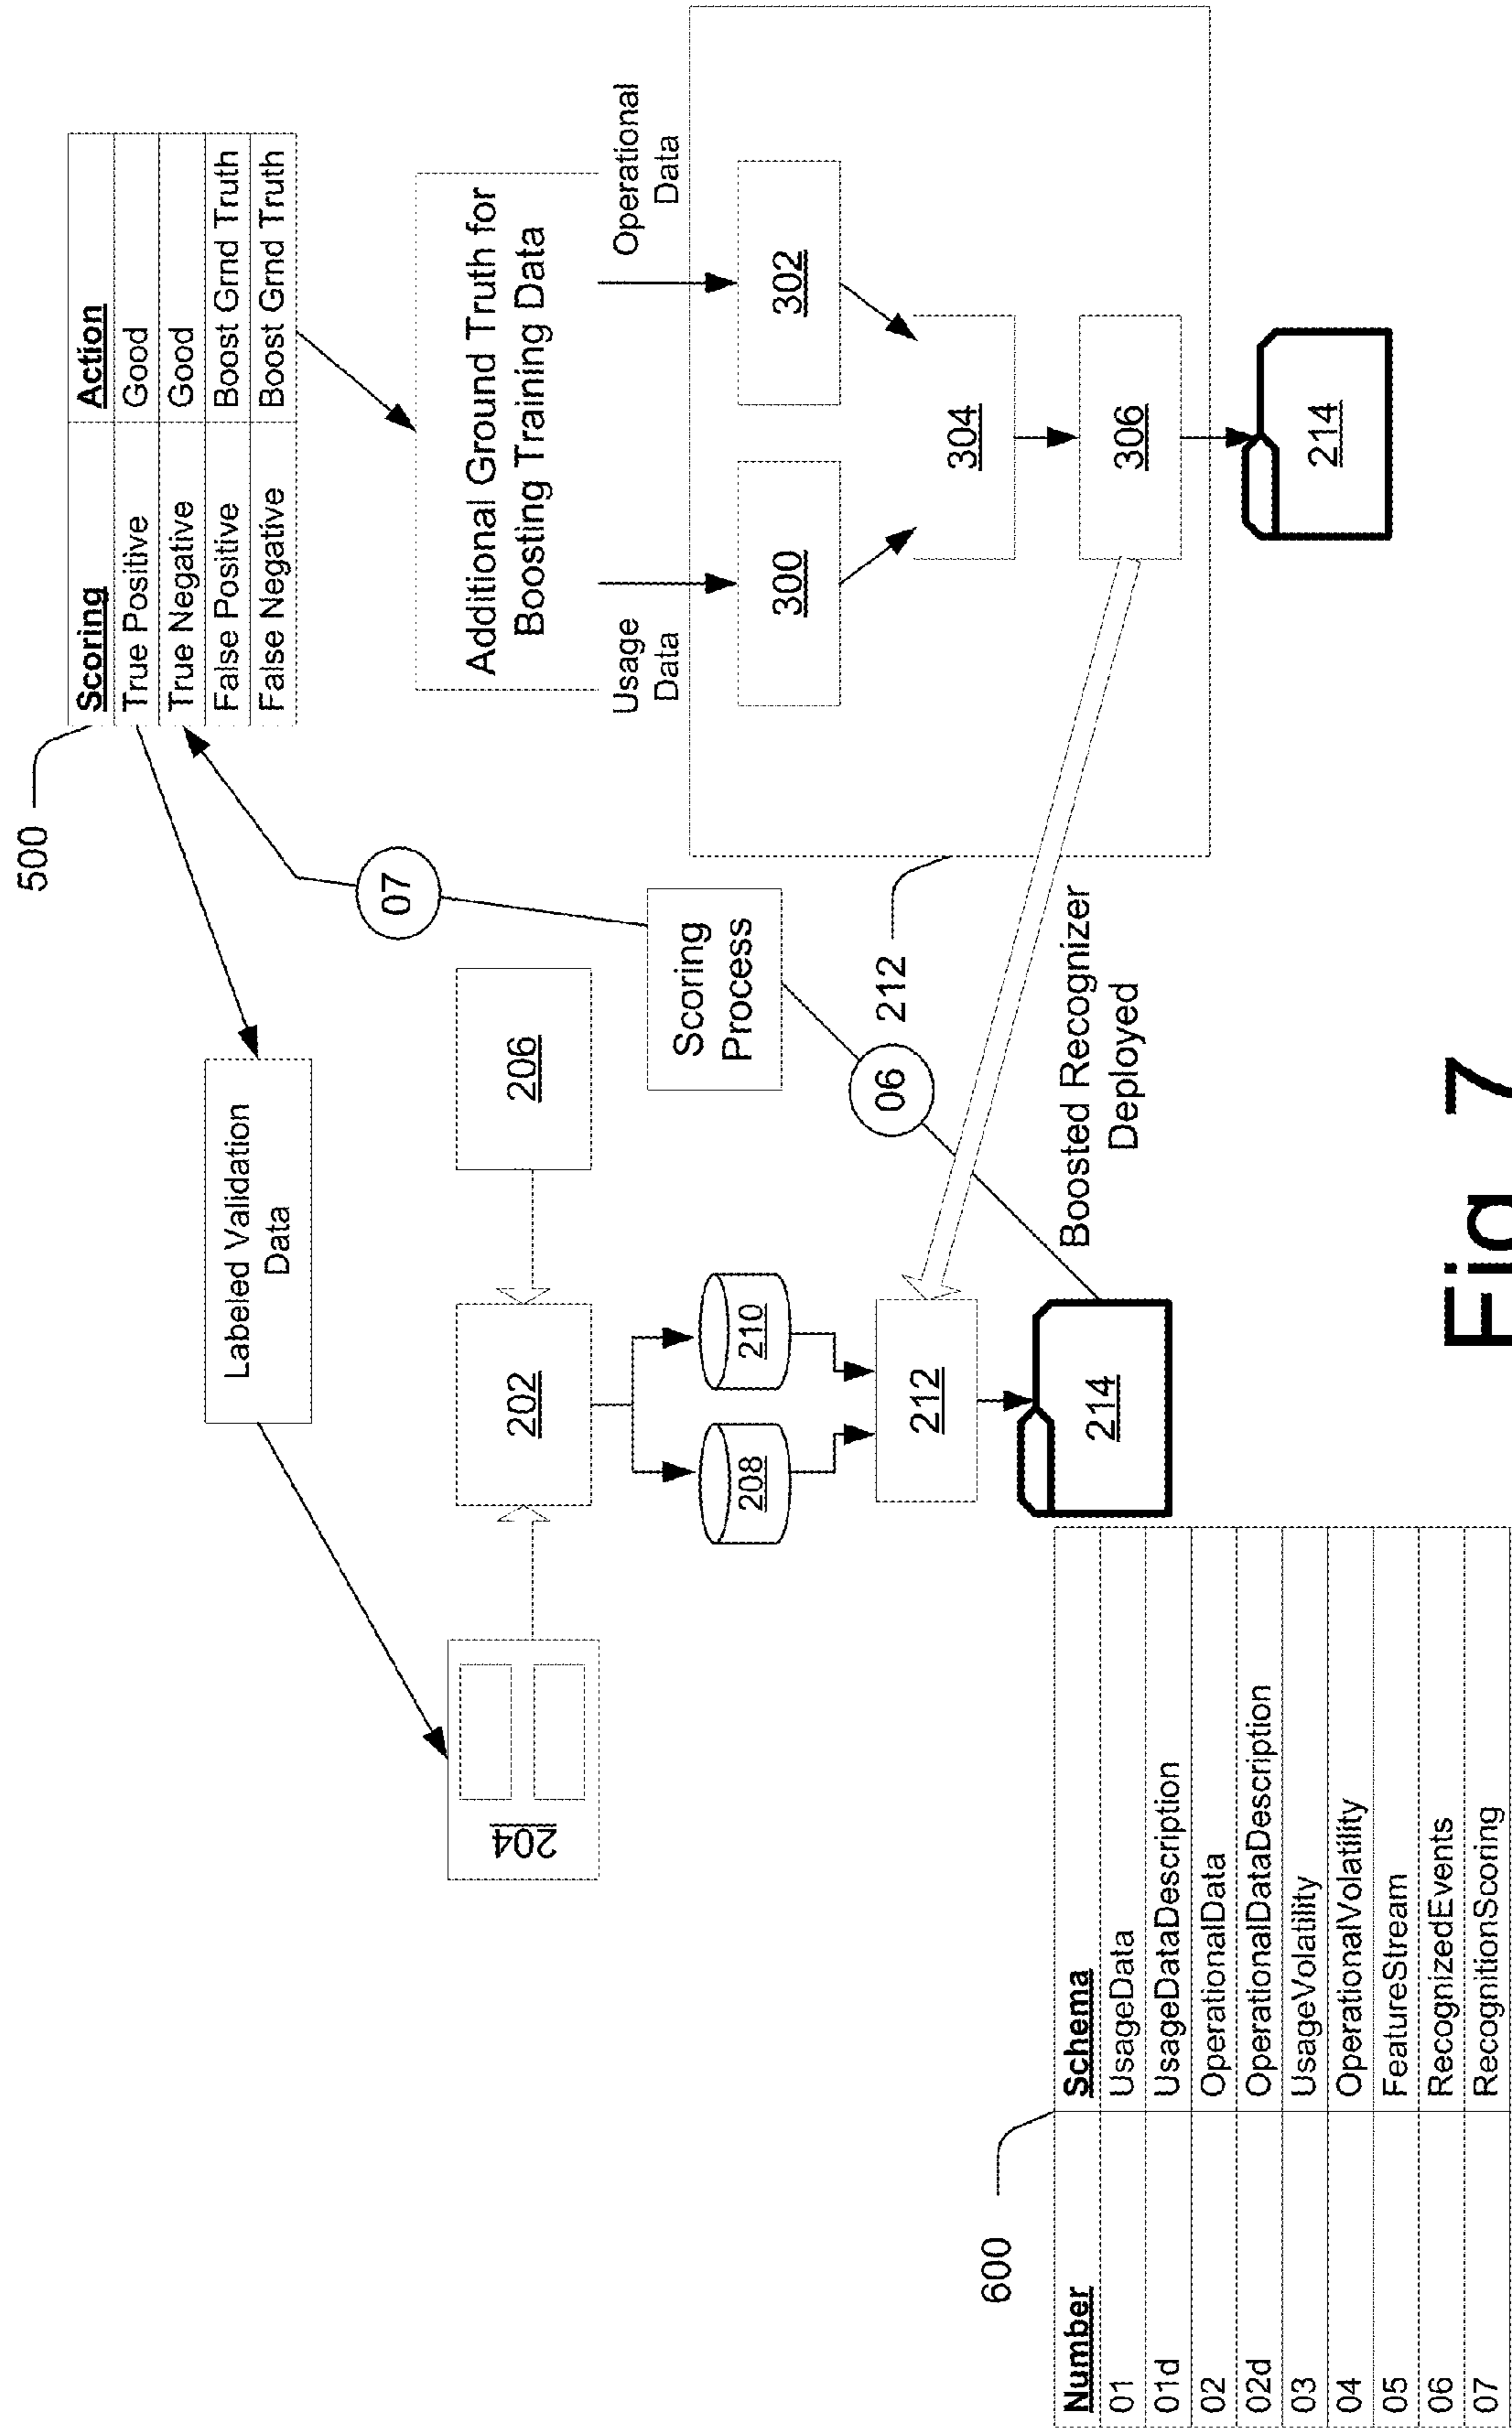 500
Scoring Action
True Positive Good
True Negative Good
False Positive Boost Grnd Truth
False Negative Boost Grnd Truth
Labeled Validation
Data
07
Additional Ground Truth for
Boosting Training Data
204
202
206
Scoring
Process
Usage
Data
Operational
Data
208
210
300
302
212
06
212
304
214
Boosted Recognizer
Deployed
306
214
600
Number Schema
01 UsageData
01d UsageDataDescription
02 OperationalData
02d OperationalDataDescription
03 UsageVolatility
04 OperationalVolatility
05 FeatureStream
06 RecognizedEvents
07 RecognitionScoring
Fig. 7